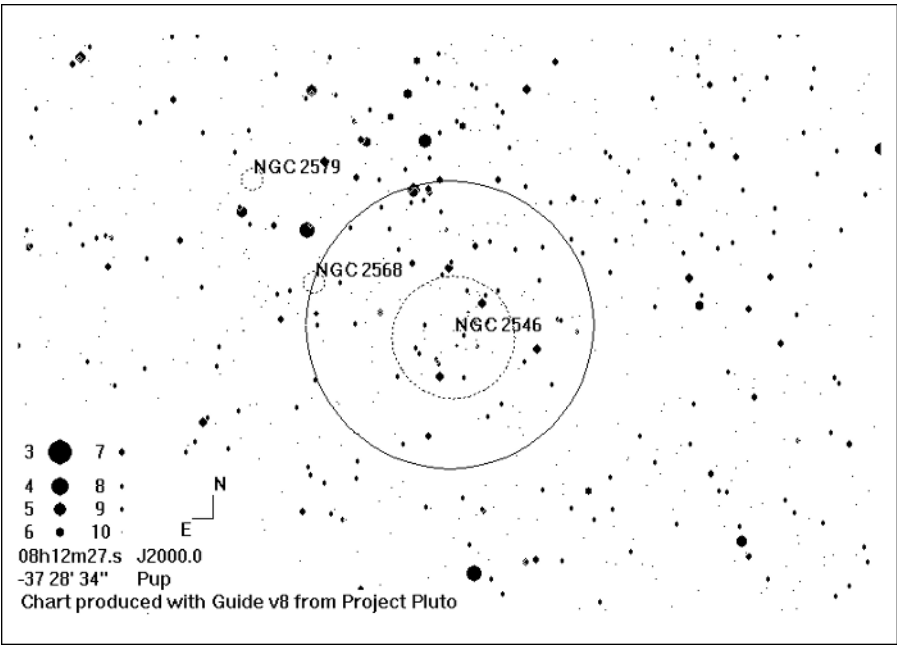 NGC 2579
NGC 2568
NGC 2546
3 7
4 8
5 9
6 10
N
E
08h12m27.s J2000.0
-37 28' 34" Pup
Chart produced with Guide v8 from Project Pluto